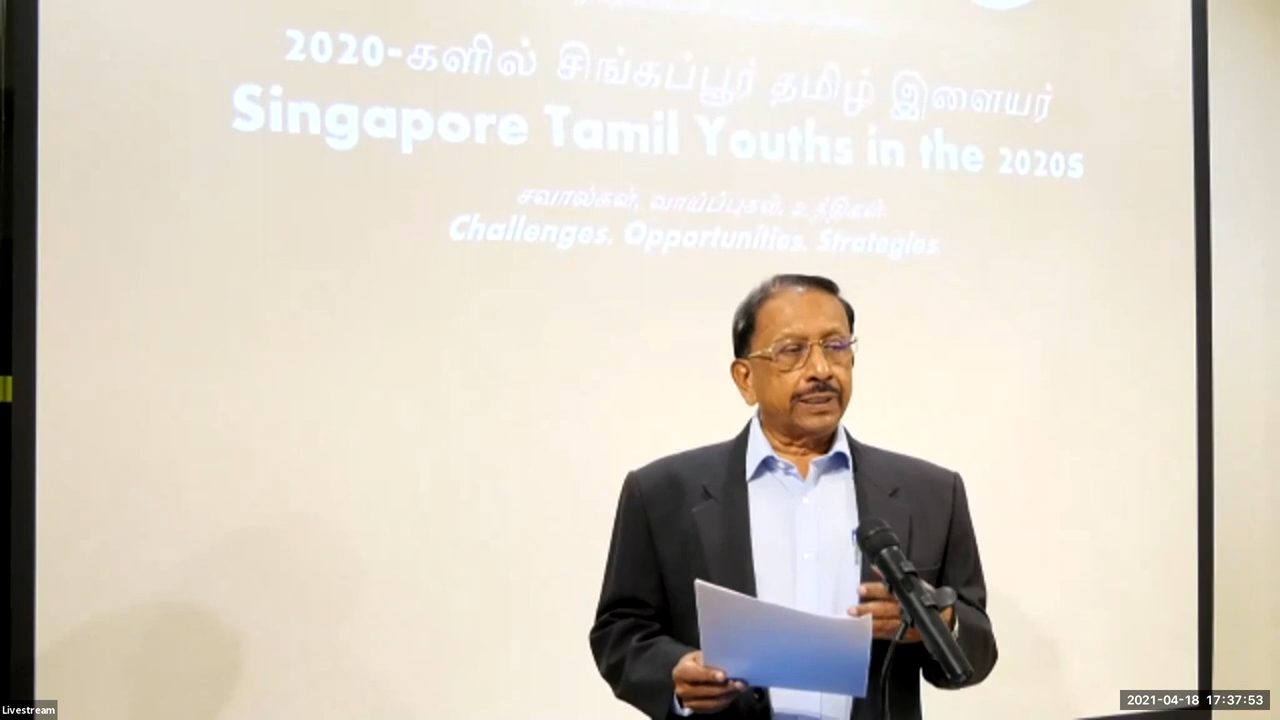 2020-களில் சிங்கப்பூர் தமிழ் இளையர்
Singapore Tamil Youths in the 2020s
சவால்கள், வாய்ப்புகள், உத்திகள்
Challenges. Opportunities. Strategies
Livestream
2021-04-18 17:37:53